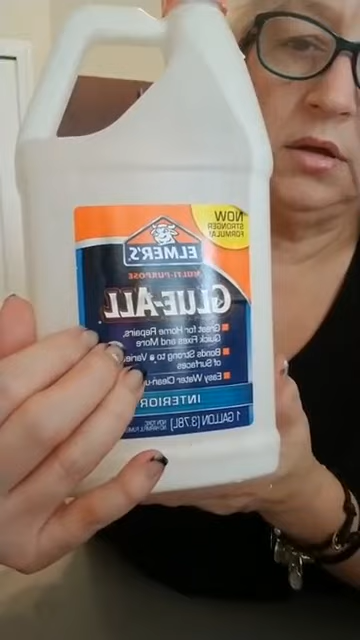 NOW
STRONGER
FORMULA!
ELMER'S
MULTI-PURPOSE
GLUE-ALL
Great for Home Repairs,
Quick Fixes and More
Bonds Strong to a
of Surfaces
Easy Water Clean-
INTERIOR
1 GALLON (3.78L)